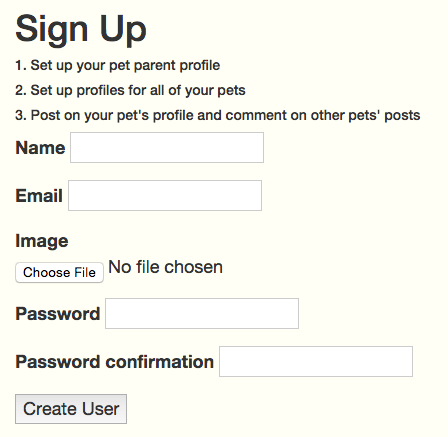 Sign Up
1. Set up your pet parent profile
2. Set up profiles for all of your pets
3. Post on your pet's profile and comment on other pets' posts
Name
Email
Image
Choose File No file chosen
Password
Password confirmation
Create User